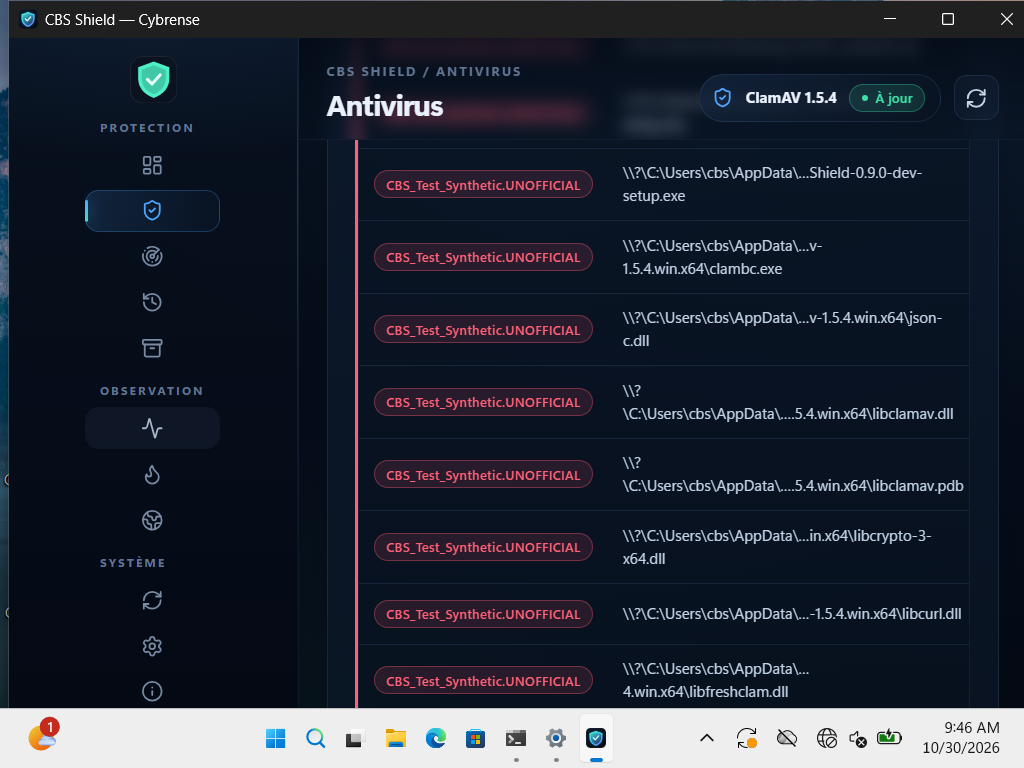 CBS Shield — Cybrense
PROTECTION
OBSERVATION
SYSTÈME
CBS SHIELD / ANTIVIRUS
Antivirus
ClamAV 1.5.4
À jour
CBS_Test_Synthetic.UNOFFICIAL
\\?\C:\Users\cbs\AppData\...Shield-0.9.0-dev-
setup.exe
CBS_Test_Synthetic.UNOFFICIAL
\\?\C:\Users\cbs\AppData\...v-
1.5.4.win.x64\clambc.exe
CBS_Test_Synthetic.UNOFFICIAL
\\?\C:\Users\cbs\AppData\...v-1.5.4.win.x64\json-
c.dll
CBS_Test_Synthetic.UNOFFICIAL
\\?
\C:\Users\cbs\AppData\....5.4.win.x64\libclamav.dll
CBS_Test_Synthetic.UNOFFICIAL
\\?
\C:\Users\cbs\AppData\....5.4.win.x64\libclamav.pdb
CBS_Test_Synthetic.UNOFFICIAL
\\?\C:\Users\cbs\AppData\...in.x64\libcrypto-3-
x64.dll
CBS_Test_Synthetic.UNOFFICIAL
\\?\C:\Users\cbs\AppData\...-1.5.4.win.x64\libcurl.dll
CBS_Test_Synthetic.UNOFFICIAL
\\?\C:\Users\cbs\AppData\...
4.win.x64\libfreshclam.dll
1
9:46 AM
10/30/2026